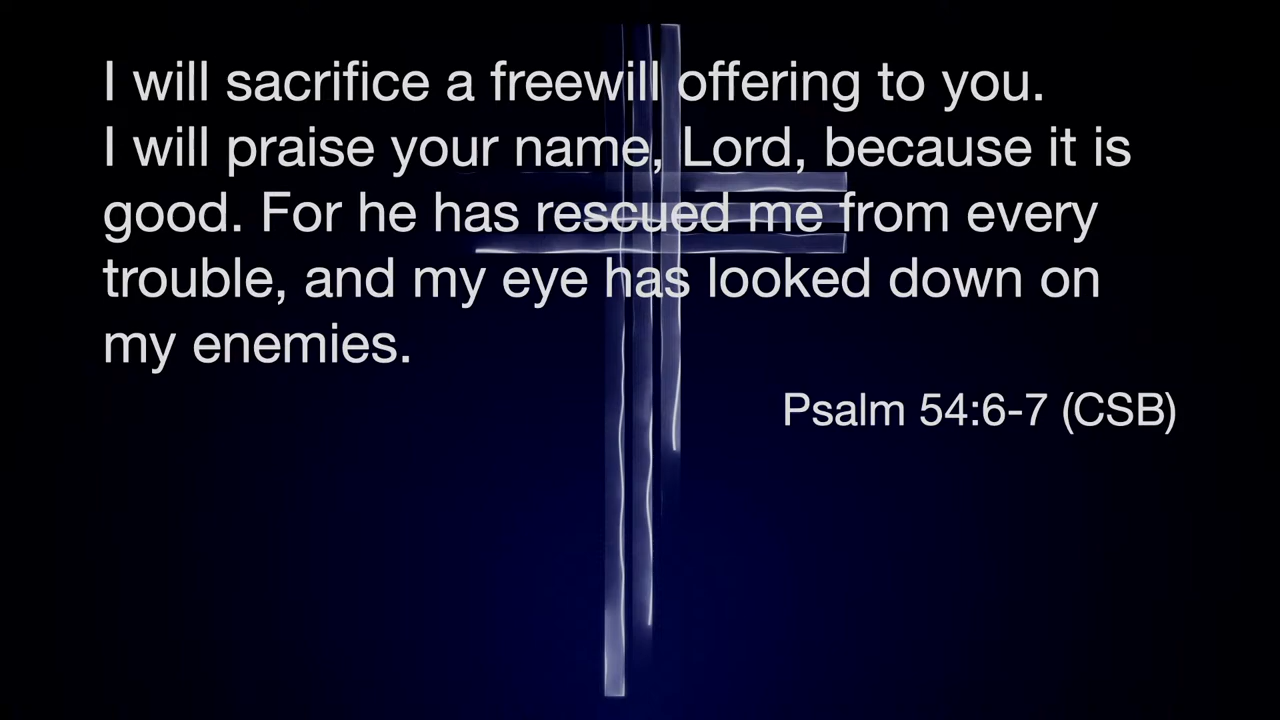 I will sacrifice a freewill offering to you.
I will praise your name, Lord, because it is
good. For he has rescued me from every
trouble, and my eye has looked down on
my enemies.
Psalm 54:6-7 (CSB)